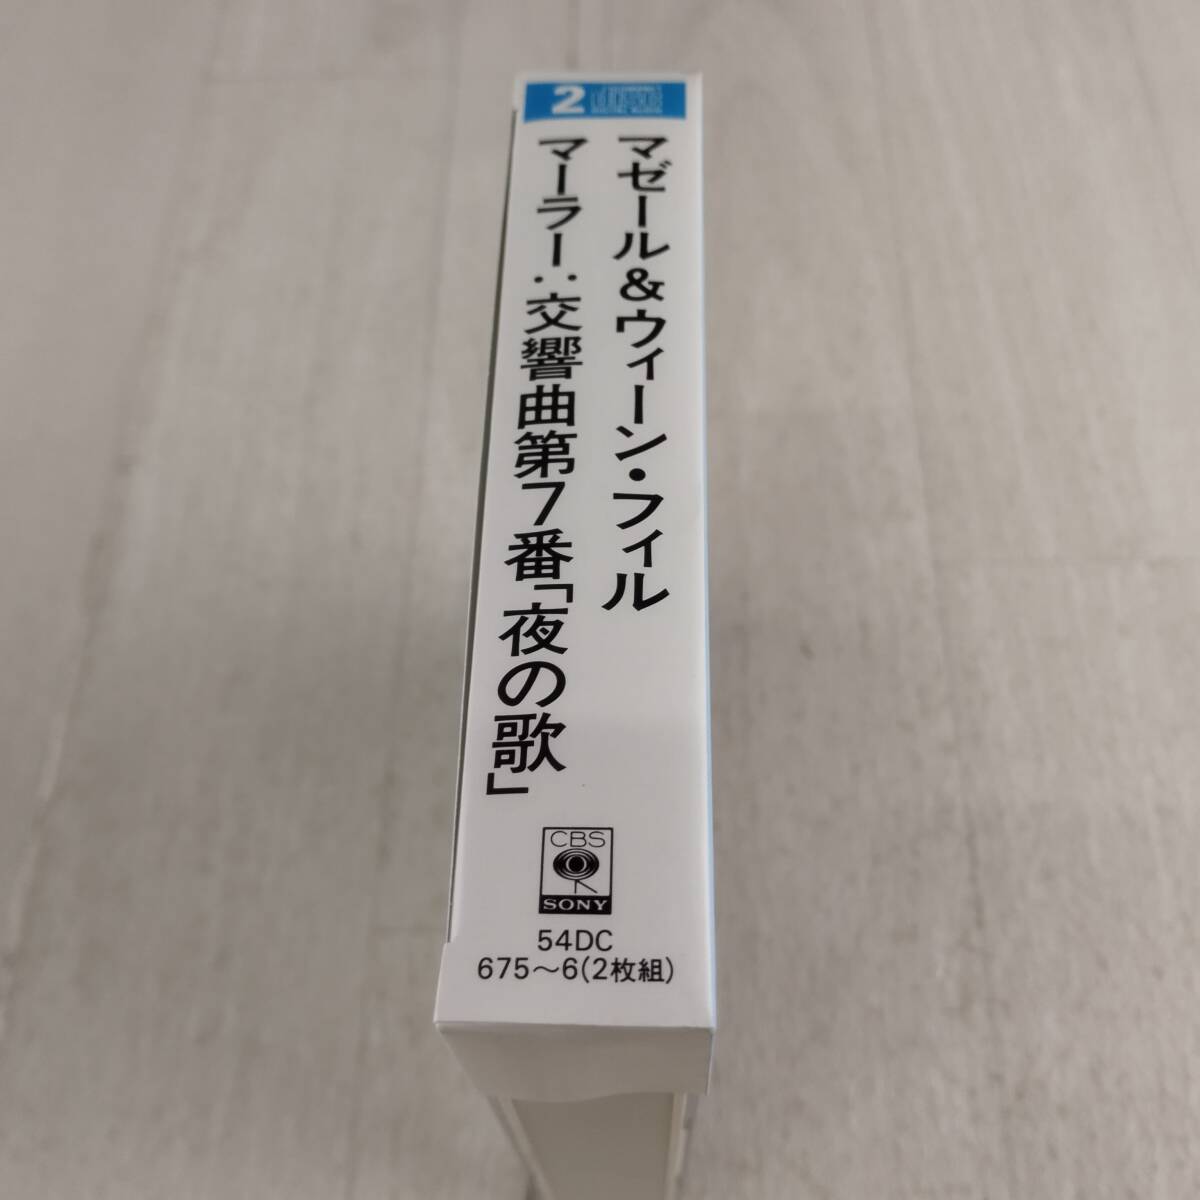 2
マゼール&ウィーン・フィル
マーラー:交響曲第7番「夜の歌」
CBS
SONY
54DC
675〜6(2枚組)